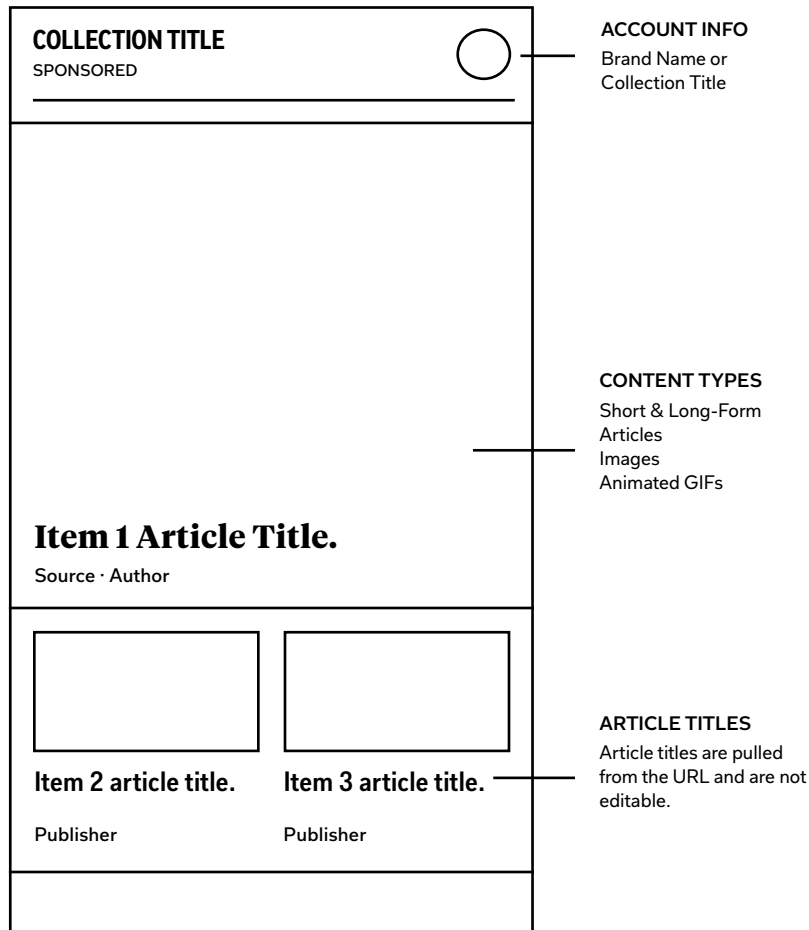 COLLECTION TITLE
SPONSORED
ACCOUNT INFO
Brand Name or
Collection Title
CONTENT TYPES
Short & Long-Form
Articles
Images
Animated GIFs
Item 1 Article Title.
Source · Author
ARTICLE TITLES
Article titles are pulled
from the URL and are not
editable.
Item 2 article title.
Item 3 article title.
Publisher
Publisher